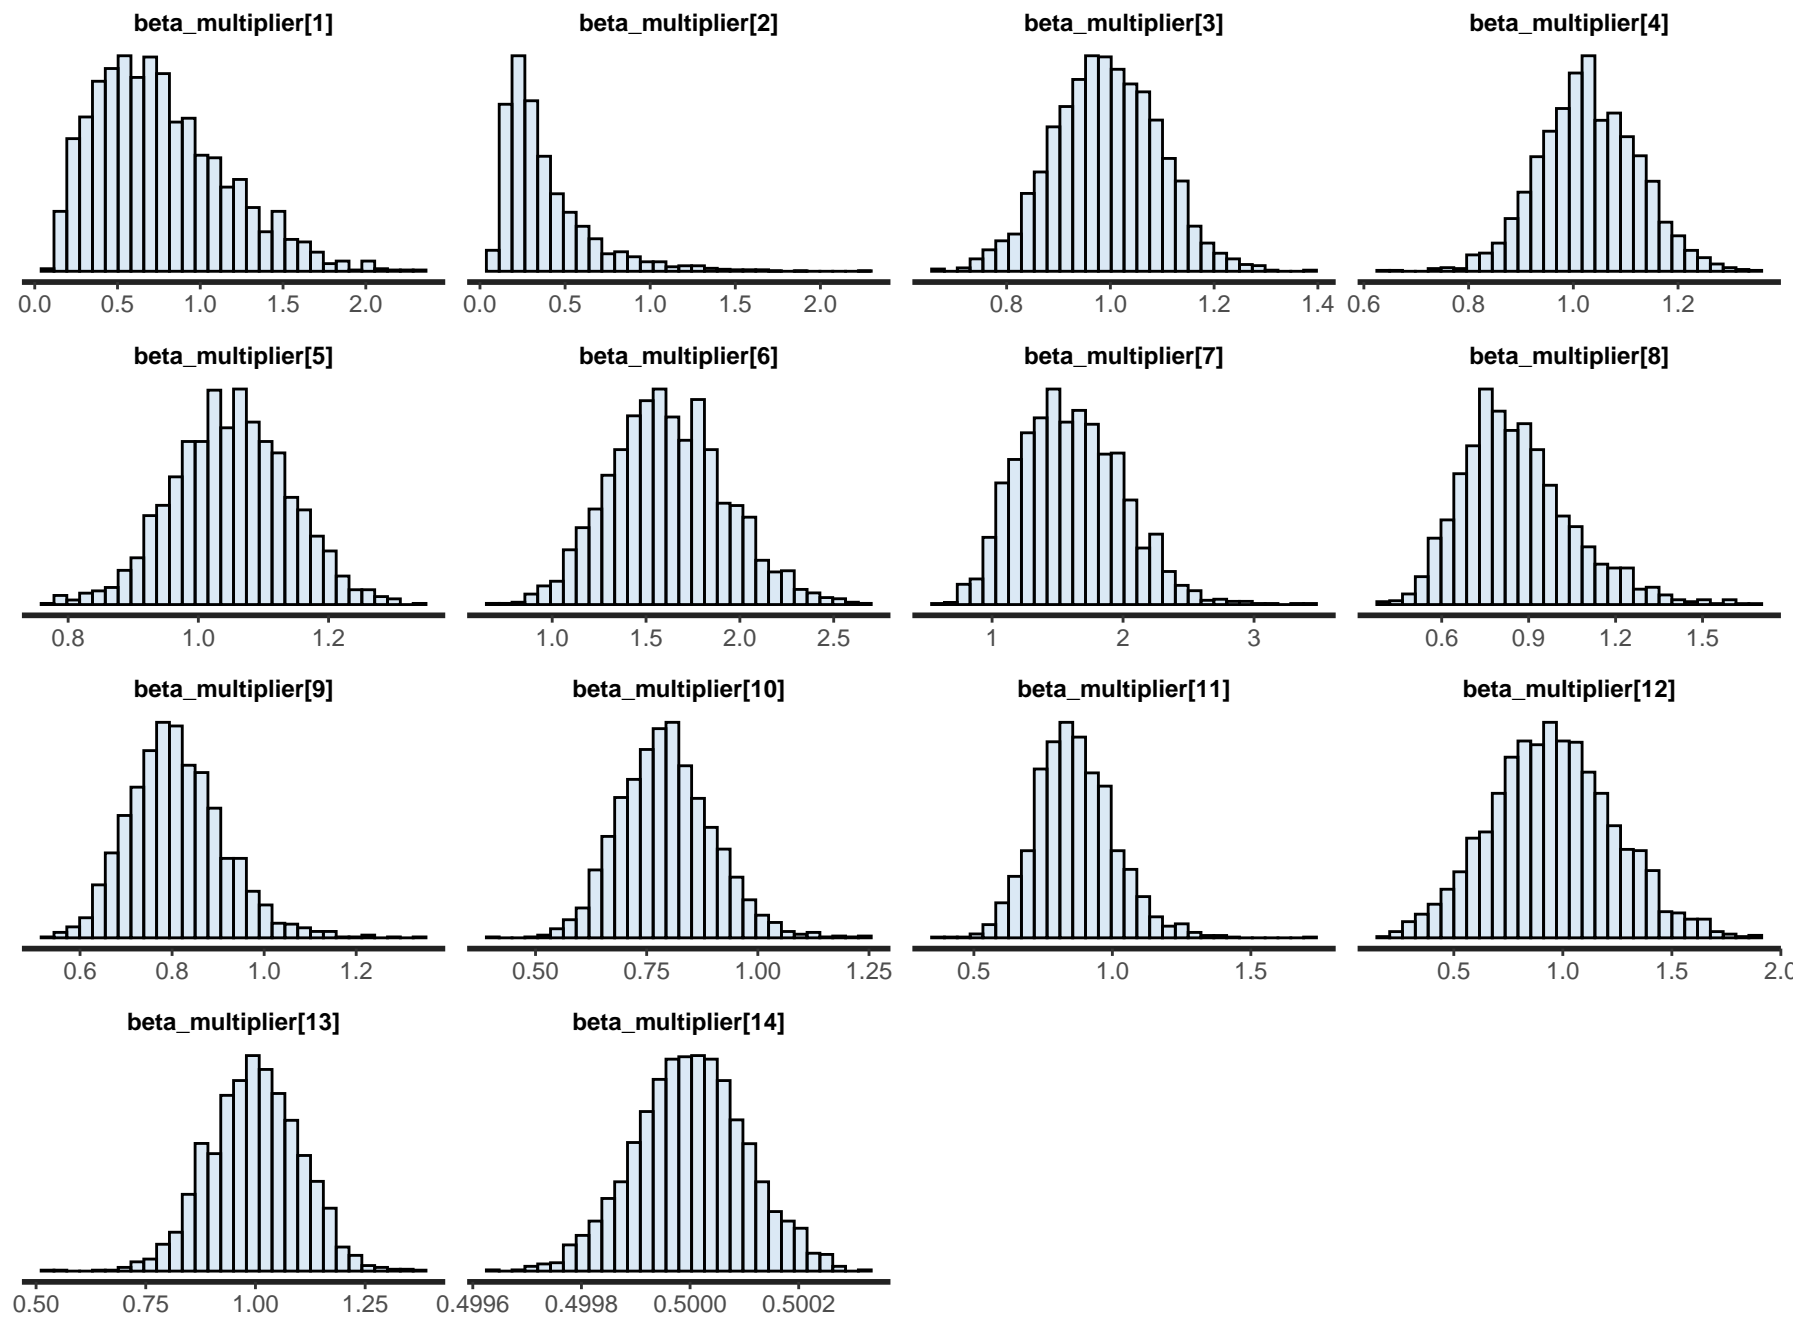 beta_multiplier[1] beta_multiplier[2] beta_multiplier[3] beta_multiplier[4]
0.0 0.5 1.0 1.5 2.0 0.0 0.5 1.0 1.5 2.0 0.8 1.0 1.2 1.4 0.6 0.8 1.0 1.2
beta_multiplier[5] beta_multiplier[6] beta_multiplier[7] beta_multiplier[8]
0.8 1.0 1.2 1.0 1.5 2.0 2.5 1 2 3 0.6 0.9 1.2 1.5
beta_multiplier[9] beta_multiplier[10] beta_multiplier[11] beta_multiplier[12]
0.6 0.8 1.0 1.2 0.50 0.75 1.00 1.25 0.5 1.0 1.5 0.5 1.0 1.5 2.0
beta_multiplier[13] beta_multiplier[14]
0.50 0.75 1.00 1.25 0.4996 0.4998 0.5000 0.5002